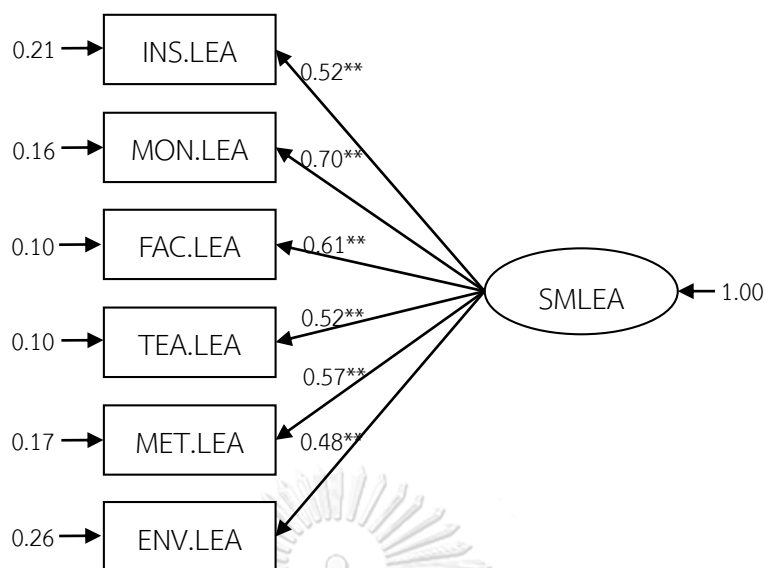 0.21 INS.LEA 0.52**
0.16 MON.LEA 0.70**
0.10 FAC.LEA 0.61**
SMLEA 1.00
0.10 TEA.LEA 0.52**
0.57**
0.17 MET.LEA 0.48**
0.26 ENV.LEA